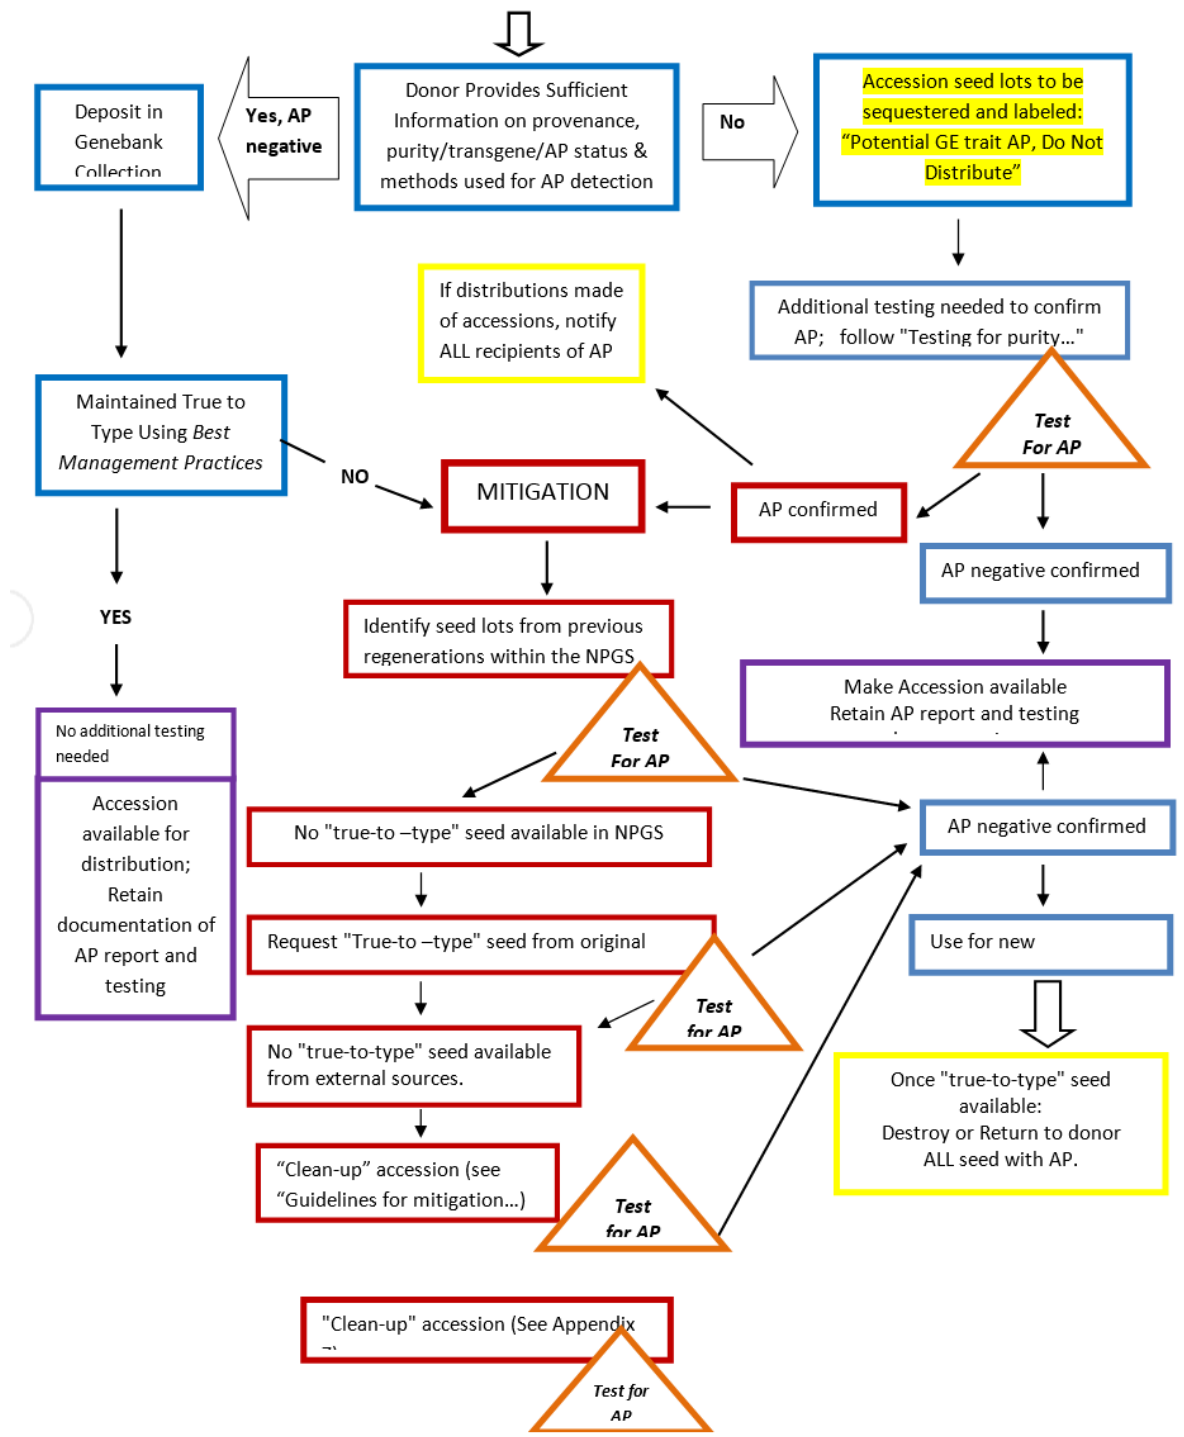 Deposit in
Genebank
Collection
Yes, AP
negative
Donor Provides Sufficient
Information on provenance,
purity/transgene/AP status &
methods used for AP detection
No
Accession seed lots to be
sequestered and labeled:
“Potential GE trait AP, Do Not
Distribute”
If distributions made
of accessions, notify
ALL recipients of AP
Additional testing needed to confirm
AP;   follow "Testing for purity…"
Test
For AP
Maintained True to
Type Using Best
Management Practices
NO
MITIGATION
AP confirmed
AP negative confirmed
YES
Identify seed lots from previous
regenerations within the NPGS
Make Accession available
Retain AP report and testing
No additional testing
needed
Test
For AP
Accession
available for
distribution;
Retain
documentation of
AP report and
testing
No "true-to –type" seed available in NPGS
AP negative confirmed
Request "True-to –type" seed from original
Use for new
Test
for AP
No "true-to-type" seed available
from external sources.
Once "true-to-type" seed
available:
Destroy or Return to donor
ALL seed with AP.
“Clean-up” accession (see
“Guidelines for mitigation…)
Test
for AP
"Clean-up" accession (See Appendix
Test for
AP